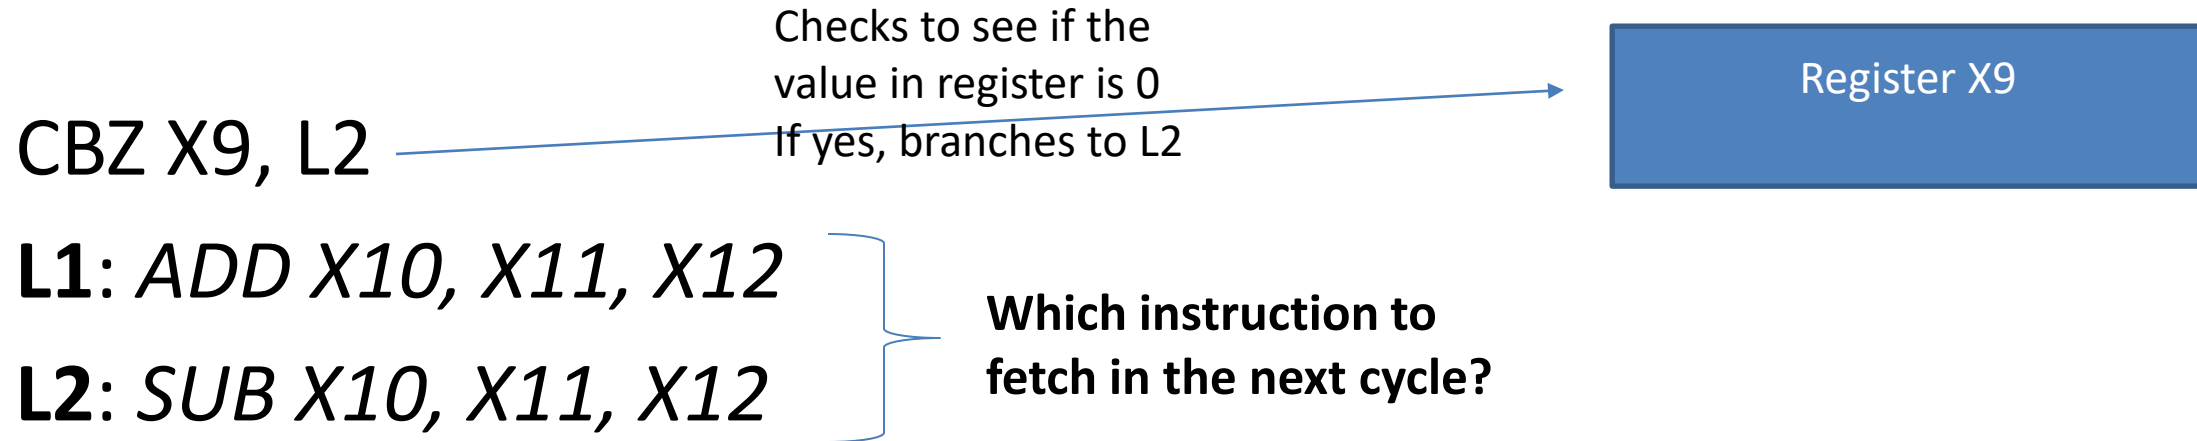 Checks to see if the
value in register is 0
If yes, branches to L2
Register X9
CBZ X9, L2
L1: ADD X10, X11, X12
L2: SUB X10, X11, X12
Which instruction to
fetch in the next cycle?